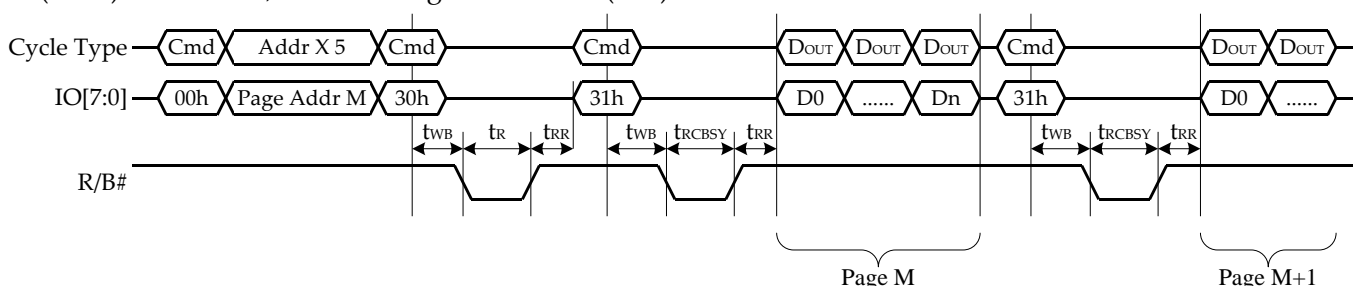 Cycle Type Cmd Addr X 5 Cmd Cmd DOUT DOUT DOUT Cmd DOUT DOUT
IO[7:0] 00h Page Addr M 30h 31h D0 ...... Dn 31h D0 ......
tWB tR tRR tWB tRCBSY tRR tWB tRCBSY tRR
R/B#
Page M Page M+1